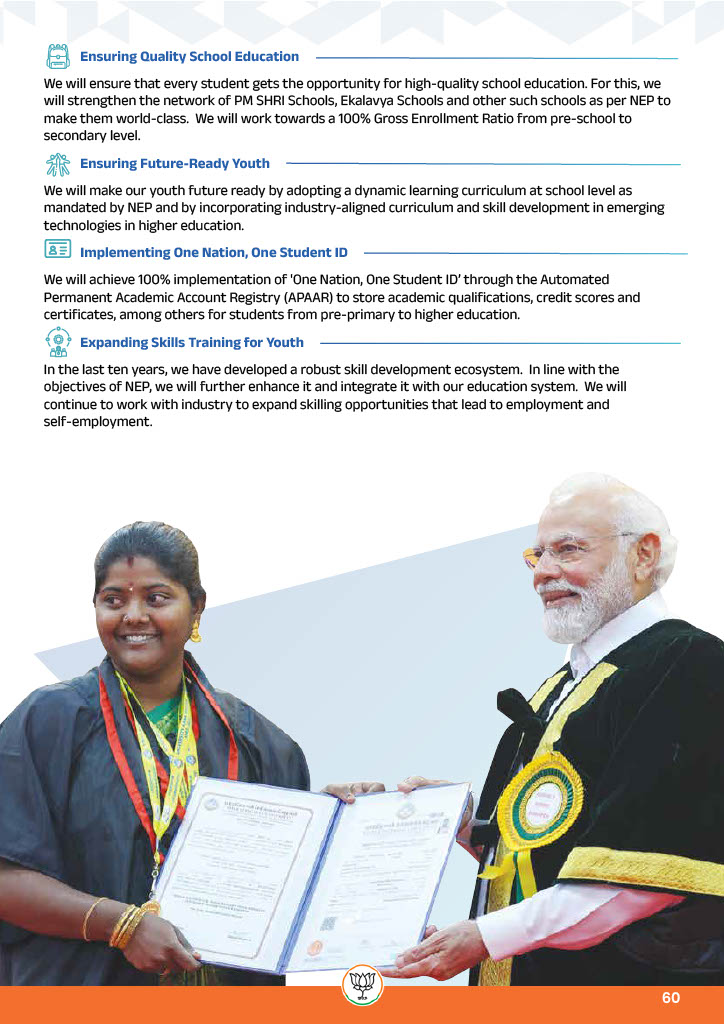 Ensuring Quality School Education
We will ensure that every student gets the opportunity for high-quality school education. For this, we
will strengthen the network of PM SHRI Schools, Ekalavya Schools and other such schools as per NEP to
make them world-class.  We will work towards a 100% Gross Enrollment Ratio from pre-school to
secondary level.
Ensuring Future-Ready Youth
We will make our youth future ready by adopting a dynamic learning curriculum at school level as
mandated by NEP and by incorporating industry-aligned curriculum and skill development in emerging
technologies in higher education.
Implementing One Nation, One Student ID
We will achieve 100% implementation of 'One Nation, One Student ID’ through the Automated
Permanent Academic Account Registry (APAAR) to store academic qualifications, credit scores and
certificates, among others for students from pre-primary to higher education.
Expanding Skills Training for Youth
In the last ten years, we have developed a robust skill development ecosystem.  In line with the
objectives of NEP, we will further enhance it and integrate it with our education system.  We will
continue to work with industry to expand skilling opportunities that lead to employment and
self-employment.
60